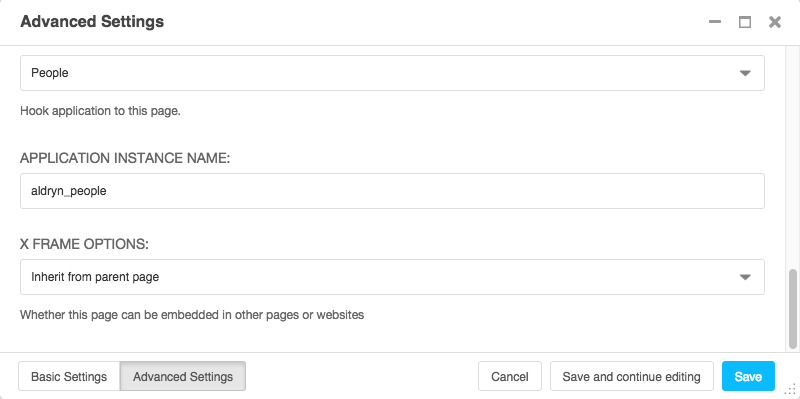 Advanced Settings
People
Hook application to this page.
APPLICATION INSTANCE NAME:
aldryn_people
X FRAME OPTIONS:
Inherit from parent page
Whether this page can be embedded in other pages or websites
Basic Settings Advanced Settings Cancel Save and continue editing Save